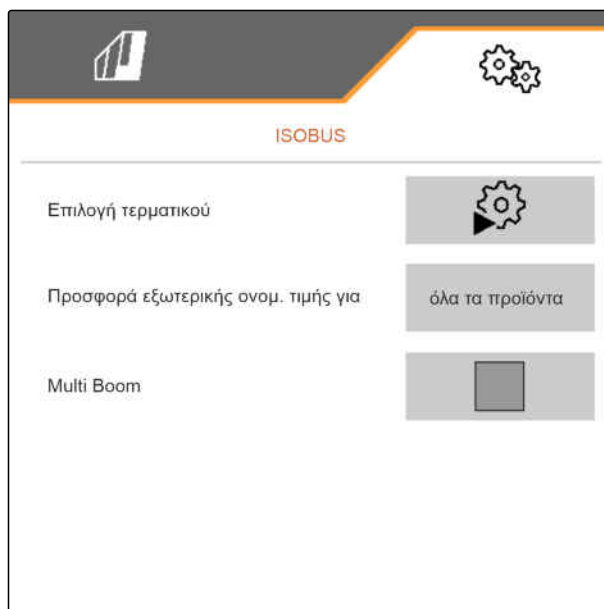 ISOBUS
Επιλογή τερματικού
Προσφορά εξωτερικής ονομ. τιμής για
όλα τα προϊόντα
Multi Boom